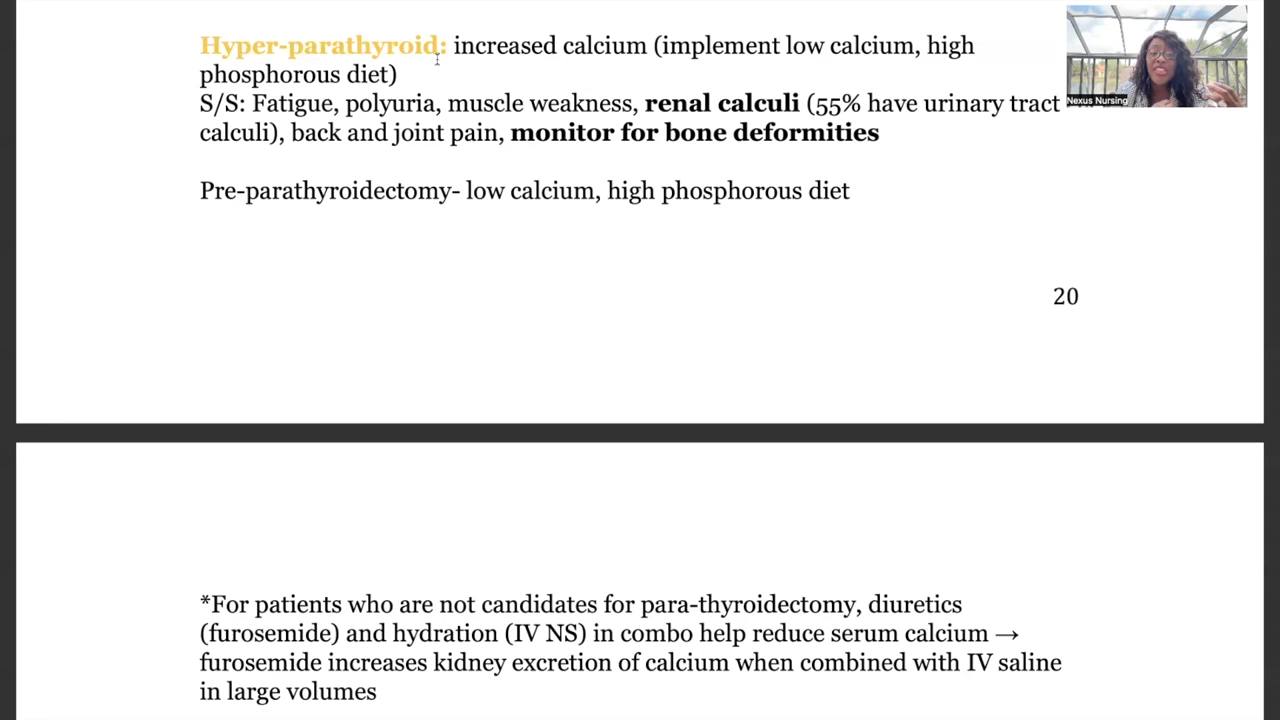 Hyper-parathyroid: increased calcium (implement low calcium, high
phosphorous diet)
S/S: Fatigue, polyuria, muscle weakness, renal calculi (55% have urinary tract
calculi), back and joint pain, monitor for bone deformities
Nexus Nursing
Pre-parathyroidectomy- low calcium, high phosphorous diet
20
*For patients who are not candidates for para-thyroidectomy, diuretics
(furosemide) and hydration (IV NS) in combo help reduce serum calcium →
furosemide increases kidney excretion of calcium when combined with IV saline
in large volumes